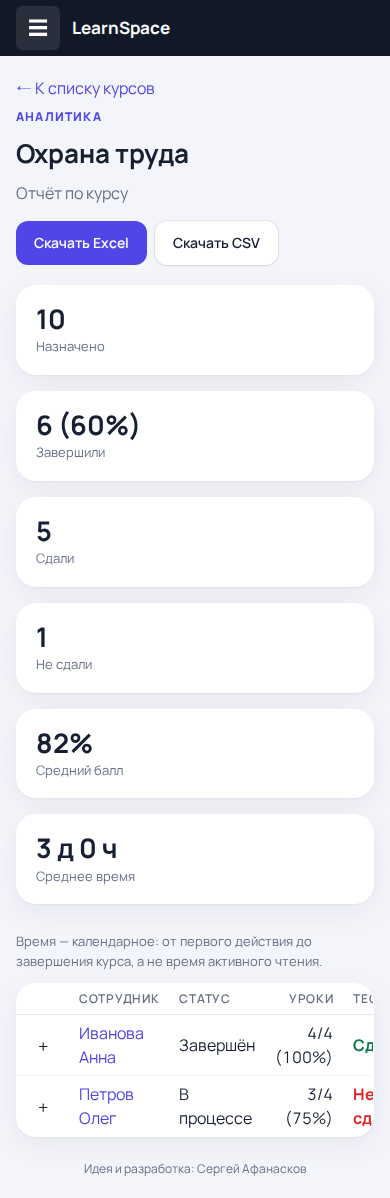 ☰ LearnSpace
← К списку курсов
АНАЛИТИКА
Охрана труда
Отчёт по курсу
Скачать Excel Скачать CSV
10
Назначено
6 (60%)
Завершили
5
Сдали
1
Не сдали
82%
Средний балл
3 д 0 ч
Среднее время
Время — календарное: от первого действия до
завершения курса, а не время активного чтения.
СОТРУДНИК СТАТУС УРОКИ
+ Иванова Завершён 4/4
Анна (100%)
+ Петров В 3/4
Олег процессе (75%)
Идея и разработка: Сергей Афанасков